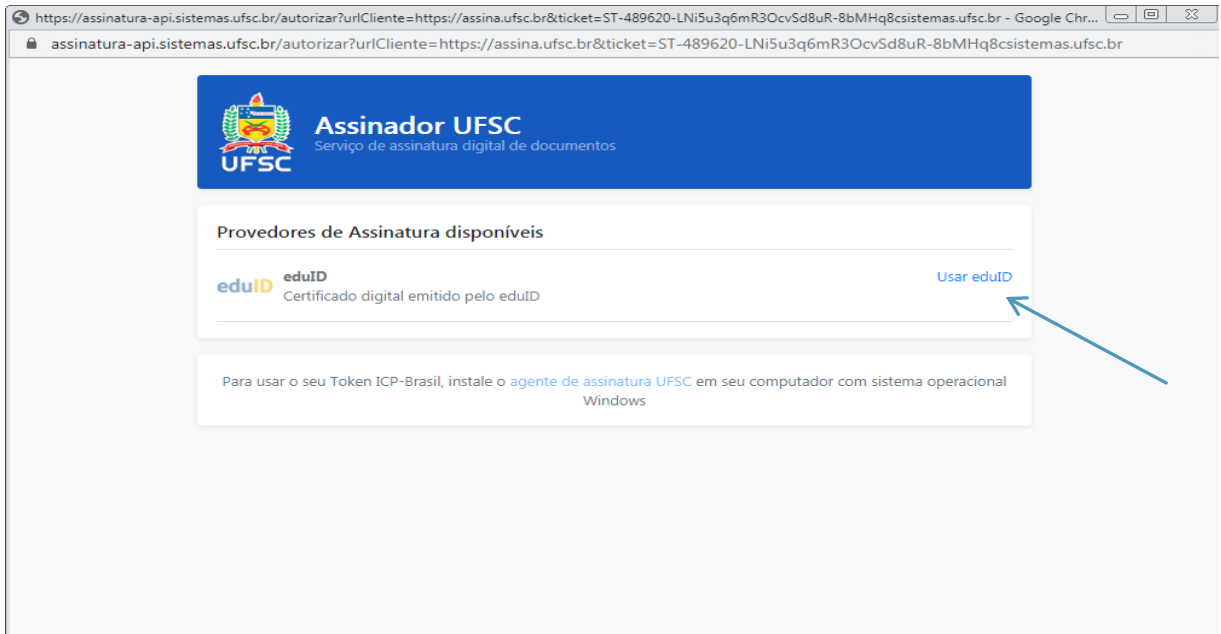 https://assinatura-api.sistemas.ufsc.br/autorizar?urlCliente=https://assina.ufsc.br&ticket=ST-489620-LNi5u3q6mR3OcvSd8uR-8bMHq8csistemas.ufsc.br - Google Chr...
assinatura-api.sistemas.ufsc.br/autorizar?urlCliente=https://assina.ufsc.br&ticket=ST-489620-LNi5u3q6mR3OcvSd8uR-8bMHq8csistemas.ufsc.br
UFSC
Assinador UFSC
Serviço de assinatura digital de documentos
Provedores de Assinatura disponíveis
eduID
eduID
Usar eduID
Certificado digital emitido pelo eduID
Para usar o seu Token ICP-Brasil, instale o agente de assinatura UFSC em seu computador com sistema operacional
Windows